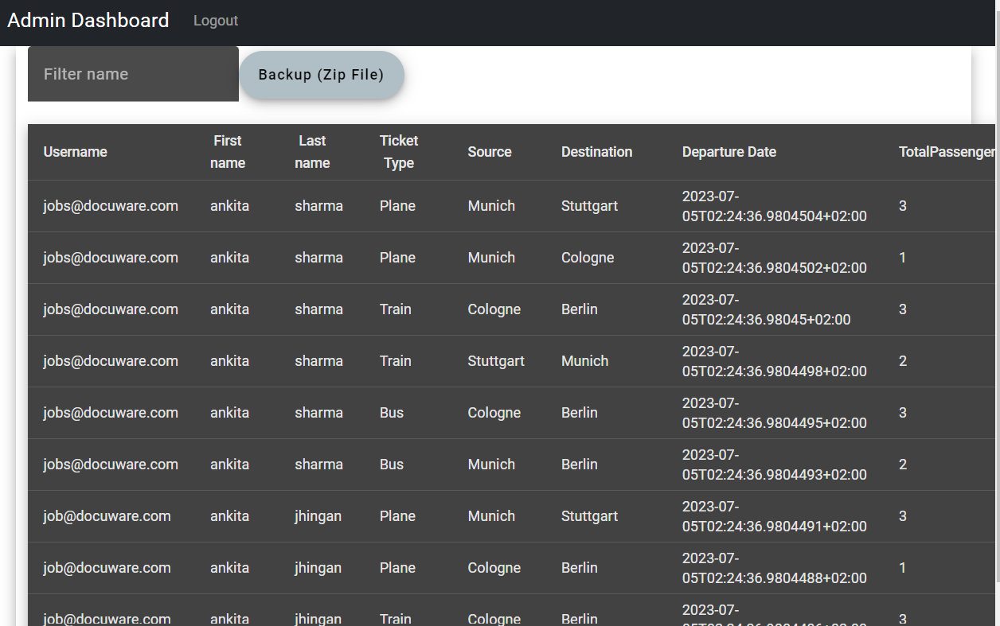 Admin Dashboard Logout
Filter name Backup (Zip File)
Username First name Last name Ticket Type Source Destination Departure Date TotalPassenger
jobs@docuware.com ankita sharma Plane Munich Stuttgart 2023-07-05T02:24:36.9804504+02:00 3
jobs@docuware.com ankita sharma Plane Munich Cologne 2023-07-05T02:24:36.9804502+02:00 1
jobs@docuware.com ankita sharma Train Cologne Berlin 2023-07-05T02:24:36.98045+02:00 3
jobs@docuware.com ankita sharma Train Stuttgart Munich 2023-07-05T02:24:36.9804498+02:00 2
jobs@docuware.com ankita sharma Bus Cologne Berlin 2023-07-05T02:24:36.9804495+02:00 3
jobs@docuware.com ankita sharma Bus Munich Berlin 2023-07-05T02:24:36.9804493+02:00 2
job@docuware.com ankita jhingan Plane Munich Stuttgart 2023-07-05T02:24:36.9804491+02:00 3
job@docuware.com ankita jhingan Plane Cologne Berlin 2023-07-05T02:24:36.9804488+02:00 1
job@docuware.com ankita jhingan Train Cologne Berlin 2023-07- 3